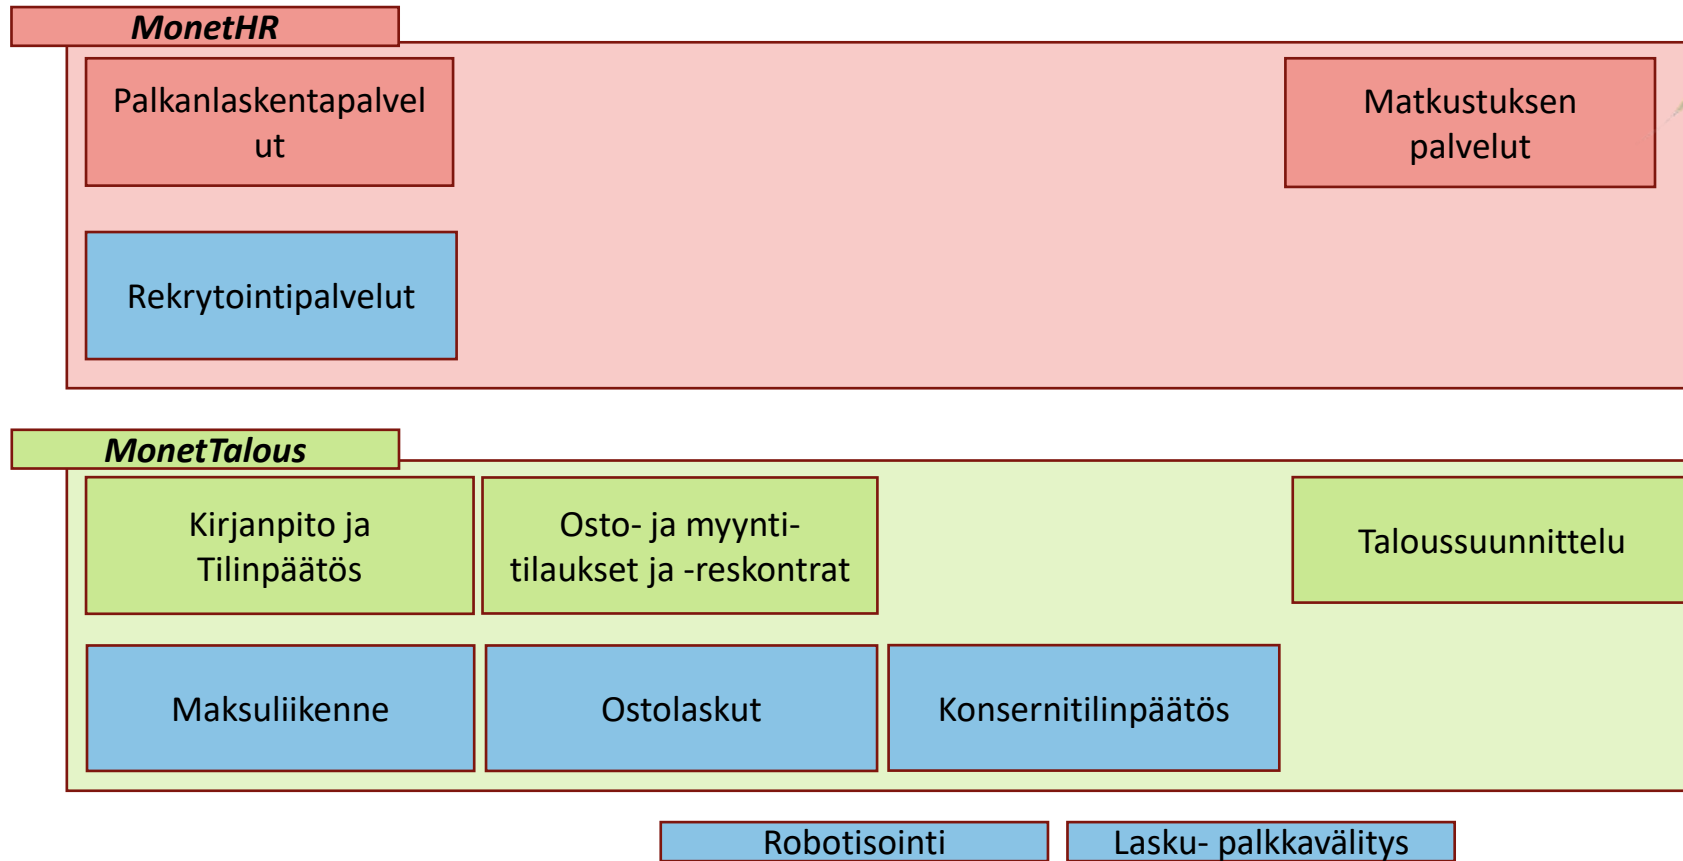 MonetHR
Palkanlaskentapalvel
ut
Matkustuksen
palvelut
Rekrytointipalvelut
MonetTalous
Kirjanpito ja
Tilinpäätös
Osto- ja myynti-
tilaukset ja -reskontrat
Taloussuunnittelu
Maksuliikenne
Ostolaskut
Konsernitilinpäätös
Robotisointi
Lasku- palkkavälitys